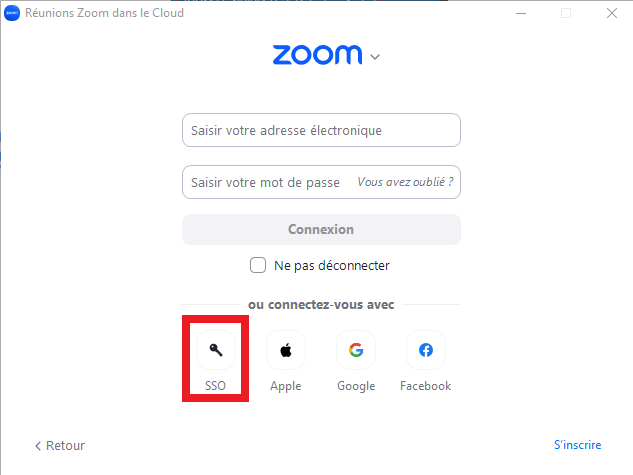 zoom Réunions Zoom dans le Cloud
zoom
Saisir votre adresse électronique
Saisir votre mot de passe Vous avez oublié ?
Connexion
Ne pas déconnecter
ou connectez-vous avec
SSO Apple Google Facebook
Retour S'inscrire